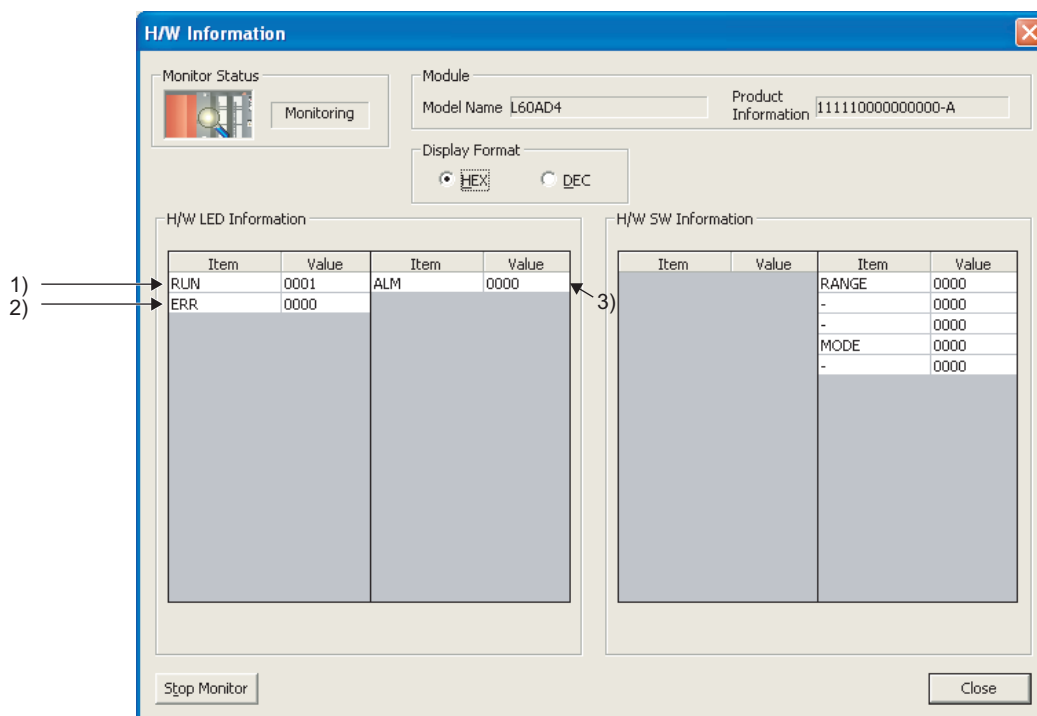 H/W Information
Monitor Status
Monitoring
Module
Model Name L60AD4
Product Information 111110000000000-A
Display Format
HEX DEC
H/W LED Information
Item Value Item Value
1) RUN 0001 ALM 0000 3)
2) ERR 0000
H/W SW Information
Item Value Item Value
RANGE 0000
- 0000
- 0000
MODE 0000
- 0000
Stop Monitor
Close